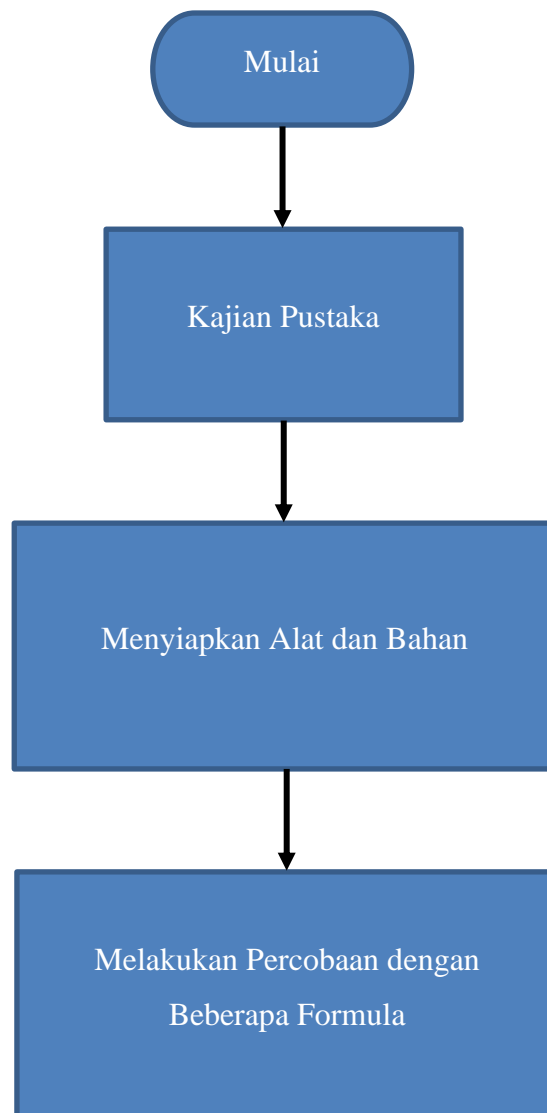 Mulai
Kajian Pustaka
Menyiapkan Alat dan Bahan
Melakukan Percobaan dengan
Beberapa Formula